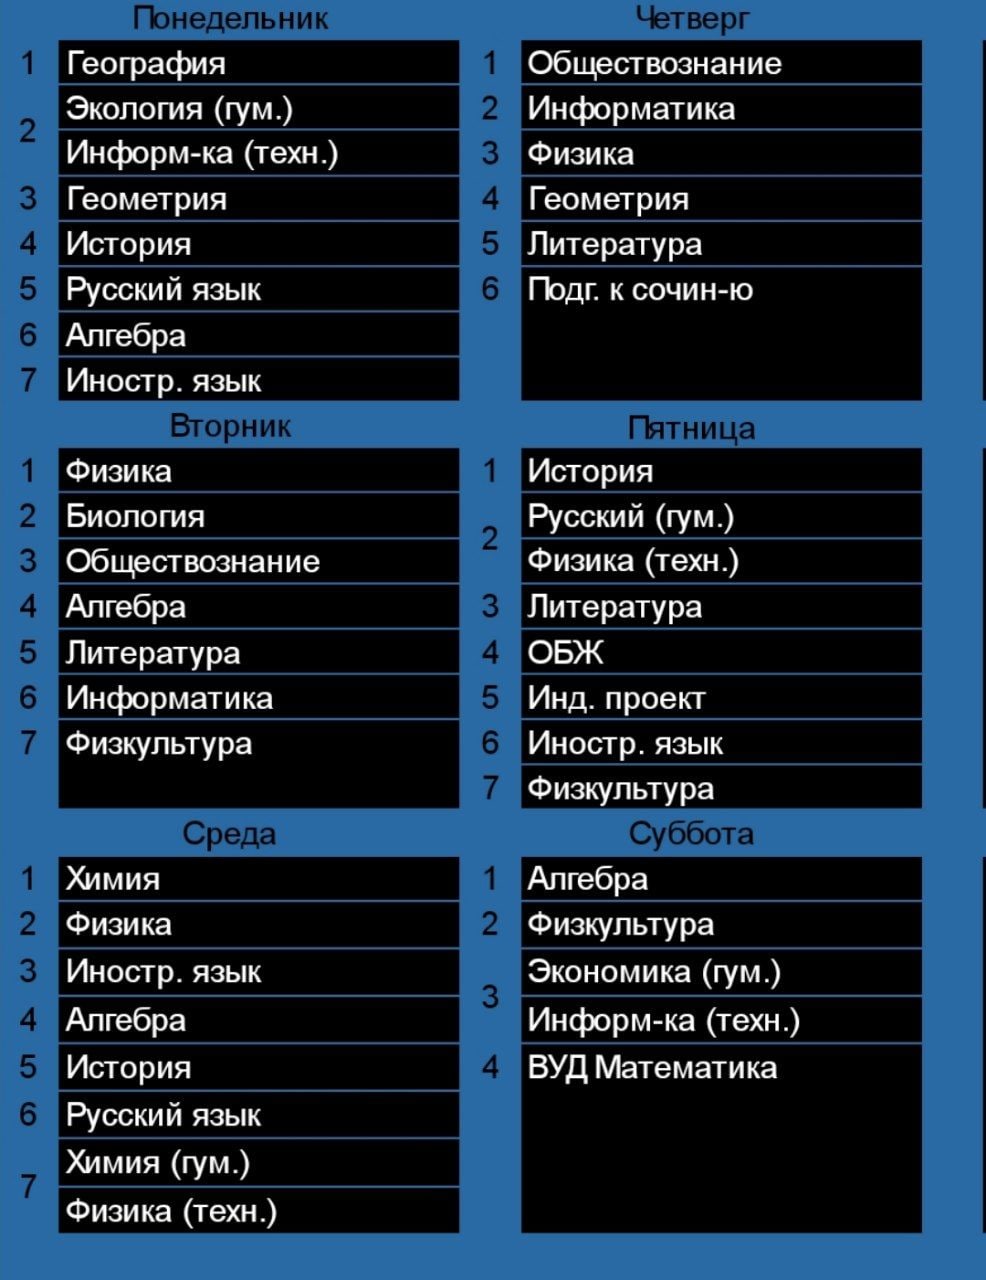 Понедельник
1 География
2 Экология (гум.)
Информ-ка (техн.)
3 Геометрия
4 История
5 Русский язык
6 Алгебра
7 Иностр. язык
Вторник
1 Физика
2 Биология
3 Обществознание
4 Алгебра
5 Литература
6 Информатика
7 Физкультура
Среда
1 Химия
2 Физика
3 Иностр. язык
4 Алгебра
5 История
6 Русский язык
7 Химия (гум.)
Физика (техн.)
Четверг
1 Обществознание
2 Информатика
3 Физика
4 Геометрия
5 Литература
6 Подг. к сочин-ю
Пятница
1 История
2 Русский (гум.)
Физика (техн.)
3 Литература
4 ОБЖ
5 Инд. проект
6 Иностр. язык
7 Физкультура
Суббота
1 Алгебра
2 Физкультура
3 Экономика (гум.)
Информ-ка (техн.)
4 ВУД Математика